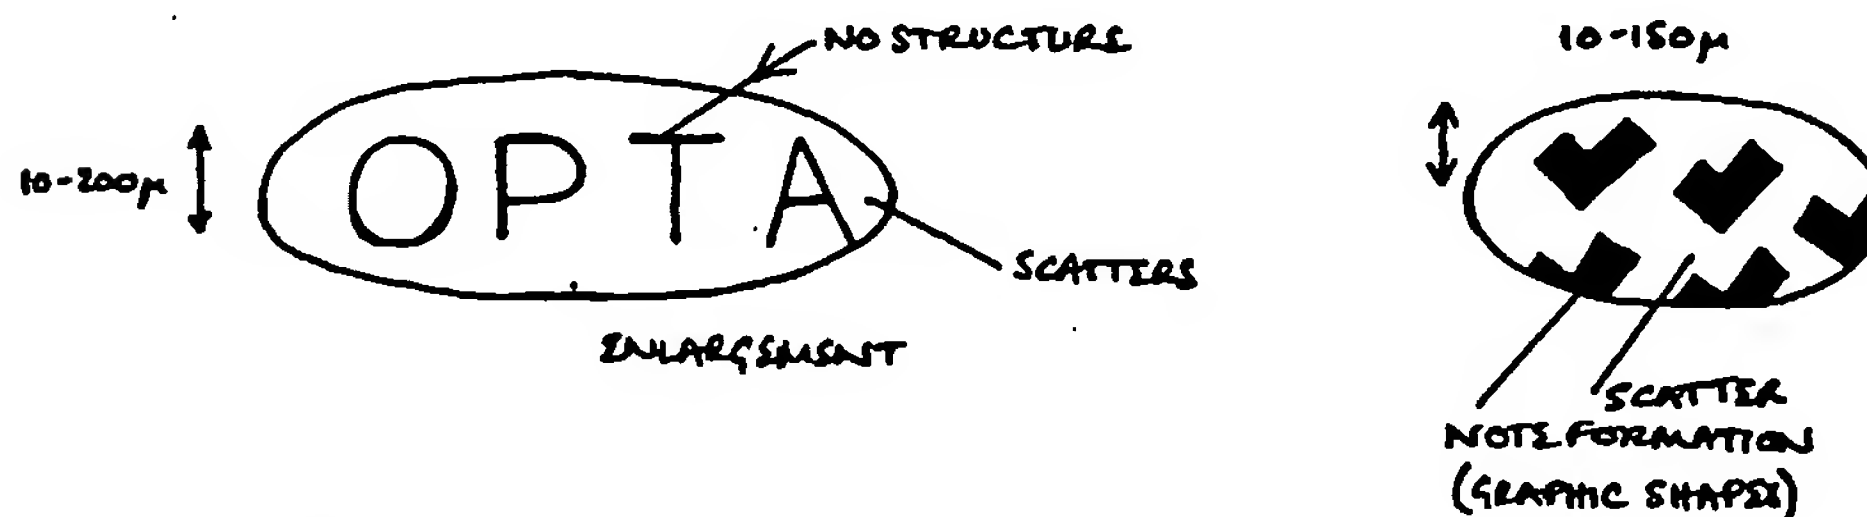 NO STRUCTURE
10-200µ
OPTA
SCATTERS
ENLARGEMENT
10-150µ
SCATTER
NOTE FORMATION
(GRAPHIC SHAPES)